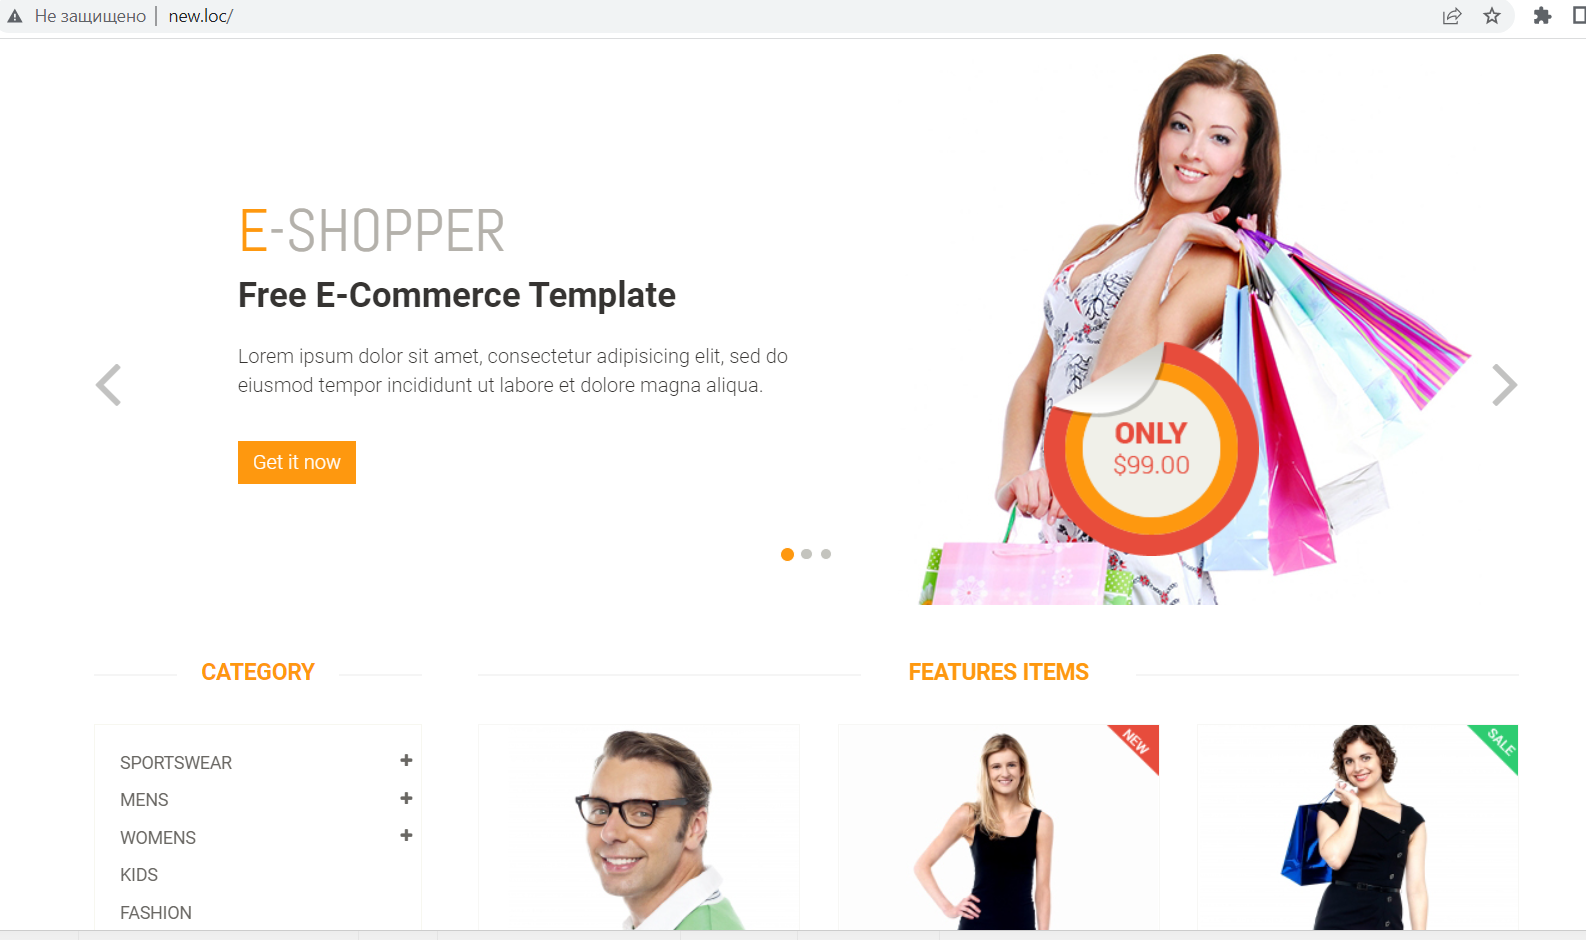 Не защищено | new.loc/
E-SHOPPER
Free E-Commerce Template
Lorem ipsum dolor sit amet, consectetur adipisicing elit, sed do
eiusmod tempor incididunt ut labore et dolore magna aliqua.
Get it now
ONLY
$99.00
CATEGORY
SPORTSWEAR
MENS
WOMENS
KIDS
FASHION
FEATURES ITEMS
NEW
SALE